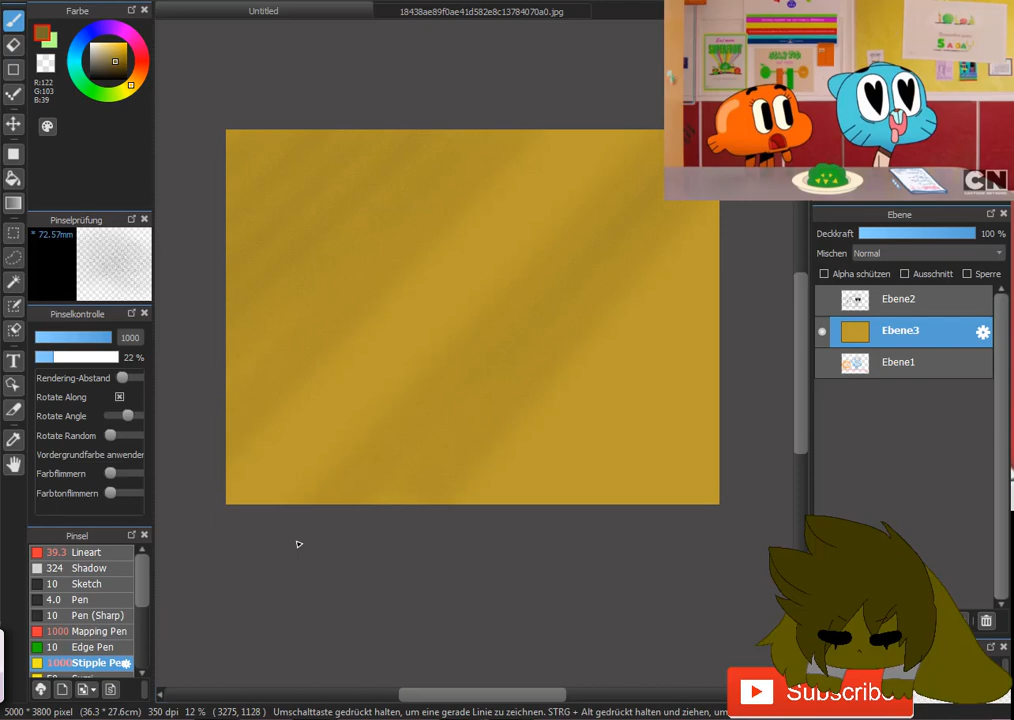 Farbe
Untitled
18438ae89f0ae41d582e8c13784070a0.jpg
R:122
G:103
B:39
5 A DAY
CN
Pinselprüfung
* 72.57mm
Pinselkontrolle
1000
22 %
Rendering-Abstand
Rotate Along
Rotate Angle
Rotate Random
Vordergrundfarbe anwenden
Farbflimmern
Farbtonflimmern
Pinsel
39.3 Lineart
324 Shadow
10 Sketch
4.0 Pen
10 Pen (Sharp)
1000 Mapping Pen
10 Edge Pen
1000 Stipple Pen
Ebene
Deckkraft 100 %
Mischen Normal
Alpha schützen Ausschnitt Sperre
Ebene2
Ebene3
Ebene1
Subscribe
5000 * 3800 pixel (36.3 * 27.6cm) 350 dpi 12 % ( 3275, 1128 ) Umschalttaste gedrückt halten, um eine gerade Linie zu zeichnen. STRG + Alt gedrückt halten und ziehen, um